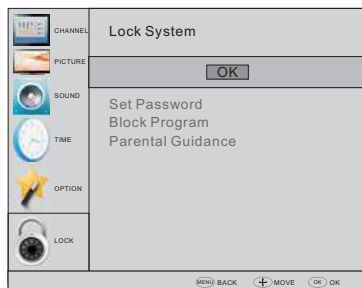 CHANNEL
PICTURE
SOUND
TIME
OPTION
LOCK
Lock System
OK
Set Password
Block Program
Parental Guidance
MENU BACK MOVE OK OK